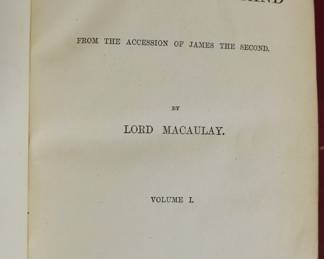 FROM THE ACCESSION OF JAMES THE SECOND.
BY
LORD MACAULAY.
VOLUME I.